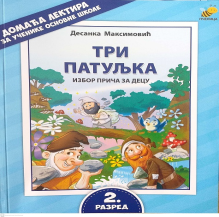 ДОМАЋА ЛЕКТИРА
ЗА УЧЕНИКЕ ОСНОВНЕ ШКОЛЕ
Десанка Максимовић
ТРИ
ПАТУЉКА
ИЗБОР ПРИЧА ЗА ДЕЦУ
2.
РАЗРЕД